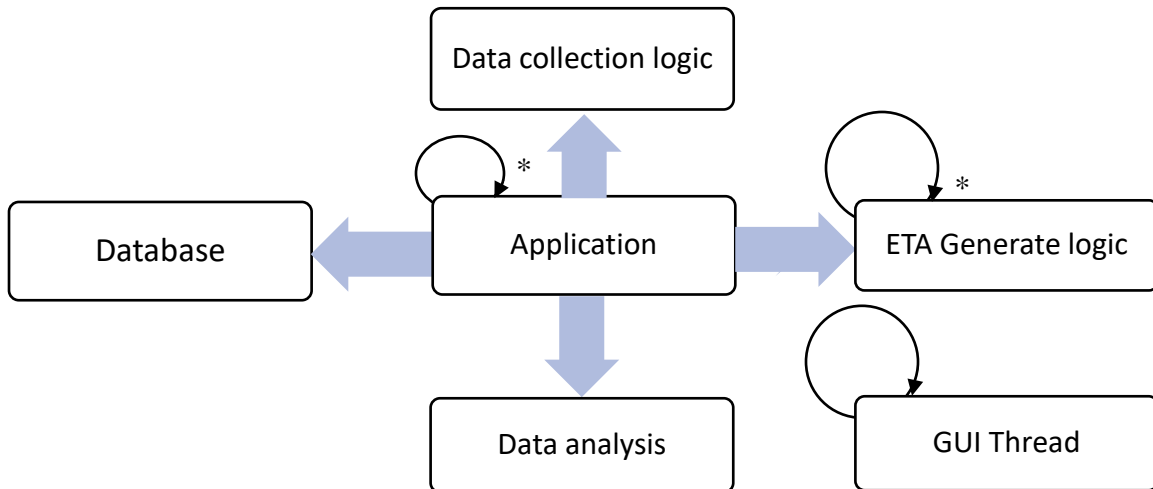 Data collection logic
*
*
Database
Application
ETA Generate logic
Data analysis
GUI Thread